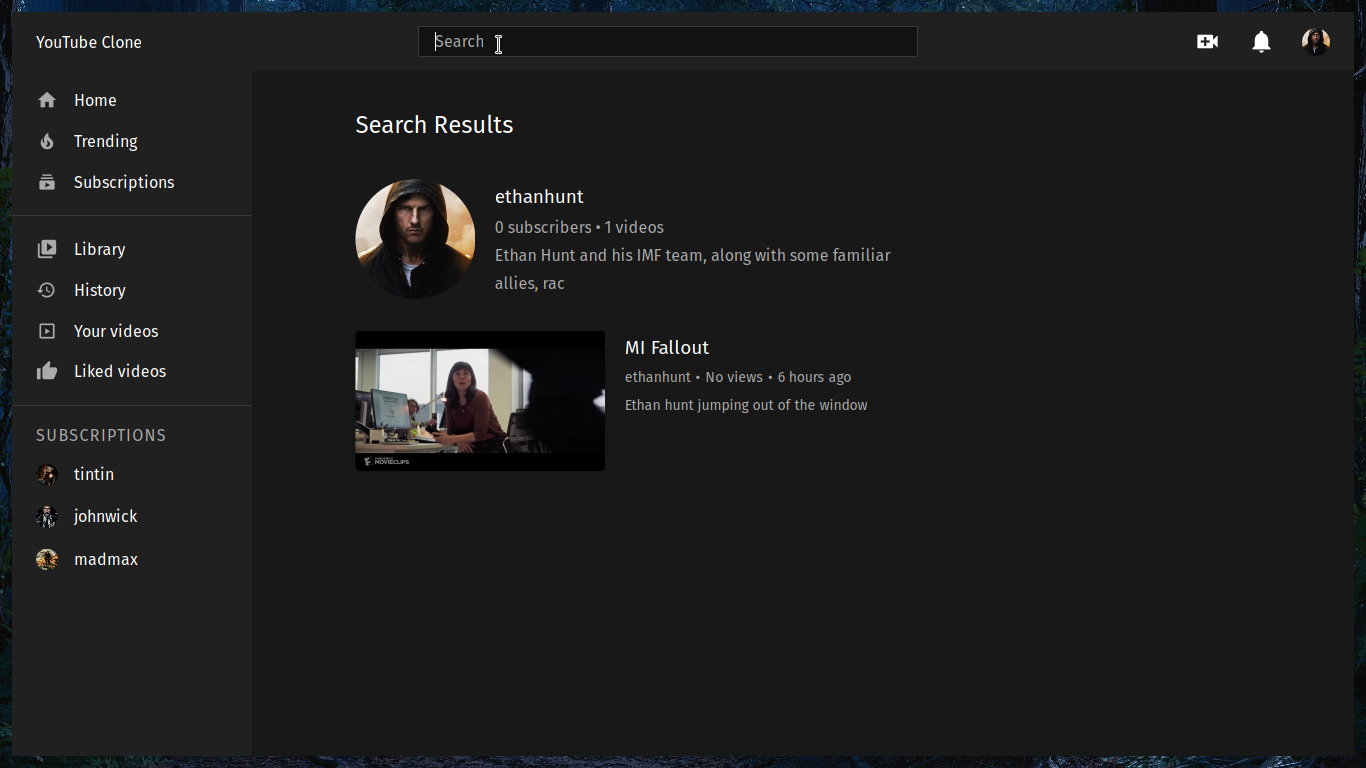 YouTube Clone
Search
Home
Trending
Subscriptions
Library
History
Your videos
Liked videos
SUBSCRIPTIONS
tintin
johnwick
madmax
Search Results
ethanhunt
0 subscribers • 1 videos
Ethan Hunt and his IMF team, along with some familiar
allies, rac
MOVIECLIPS
MI Fallout
ethanhunt • No views • 6 hours ago
Ethan hunt jumping out of the window